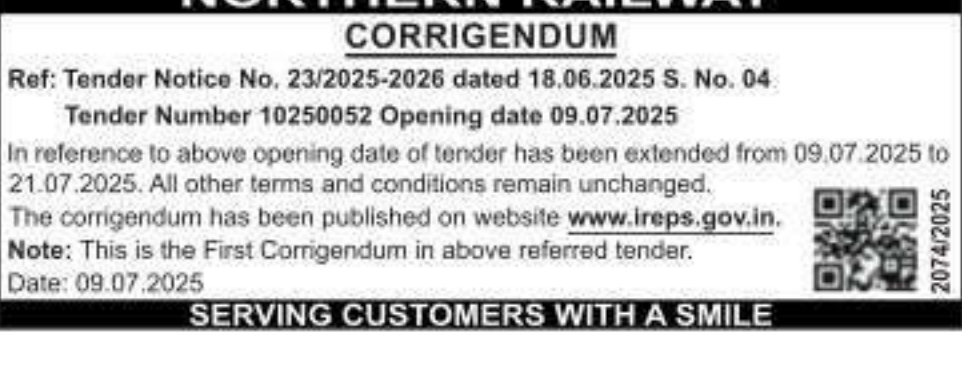 NORTHERN RAILWAY
CORRIGENDUM
Ref: Tender Notice No. 23/2025-2026 dated 18.06.2025 S. No. 04
Tender Number 10250052 Opening date 09.07.2025
In reference to above opening date of tender has been extended from 09.07.2025 to
21.07.2025. All other terms and conditions remain unchanged.
The corrigendum has been published on website www.ireps.gov.in.
Note: This is the First Corrigendum in above referred tender.
Date: 09.07.2025
2074/2025
SERVING CUSTOMERS WITH A SMILE